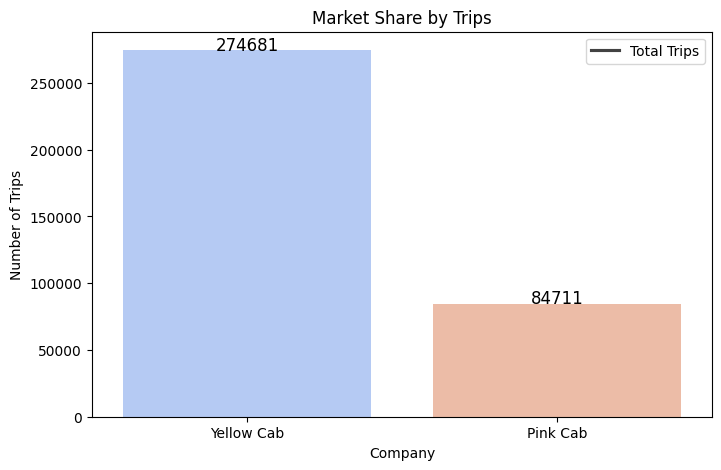 Market Share by Trips
Total Trips
274681
84711
250000
200000
150000
100000
50000
0
Number of Trips
Yellow Cab
Pink Cab
Company